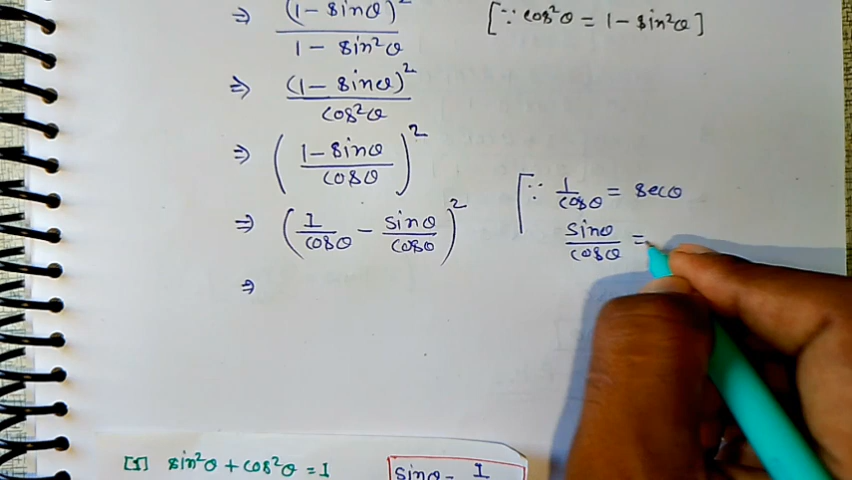 ⇒ (1 - sinθ)² / 1 - sin²θ [∵ cos²θ = 1 - sin²θ]
⇒ (1 - sinθ)² / cos²θ
⇒ (1 - sinθ / cosθ)²
⇒ (1/cosθ - sinθ/cosθ)² [∵ 1/cosθ = secθ
sinθ/cosθ =
⇒
[1] sin²θ + cos²θ = 1
sinθ - 1